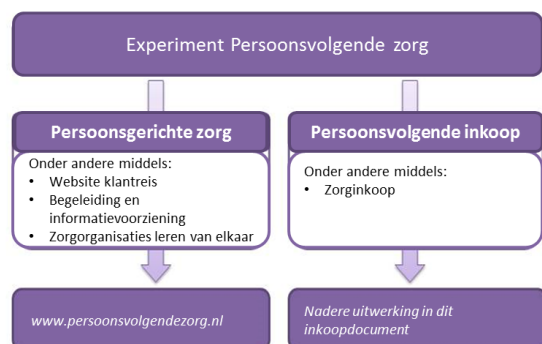 Experiment Persoonsvolgende zorg
Persoonsgerichte zorg
Onder andere middels:
• Website klantreis
• Begeleiding en
informatievoorziening
• Zorgorganisaties leren van elkaar
www.persoonsvolgendezorg.nl
Persoonsvolgende inkoop
Onder andere middels:
• Zorginkoop
Nadere uitwerking in dit
inkoopdocument